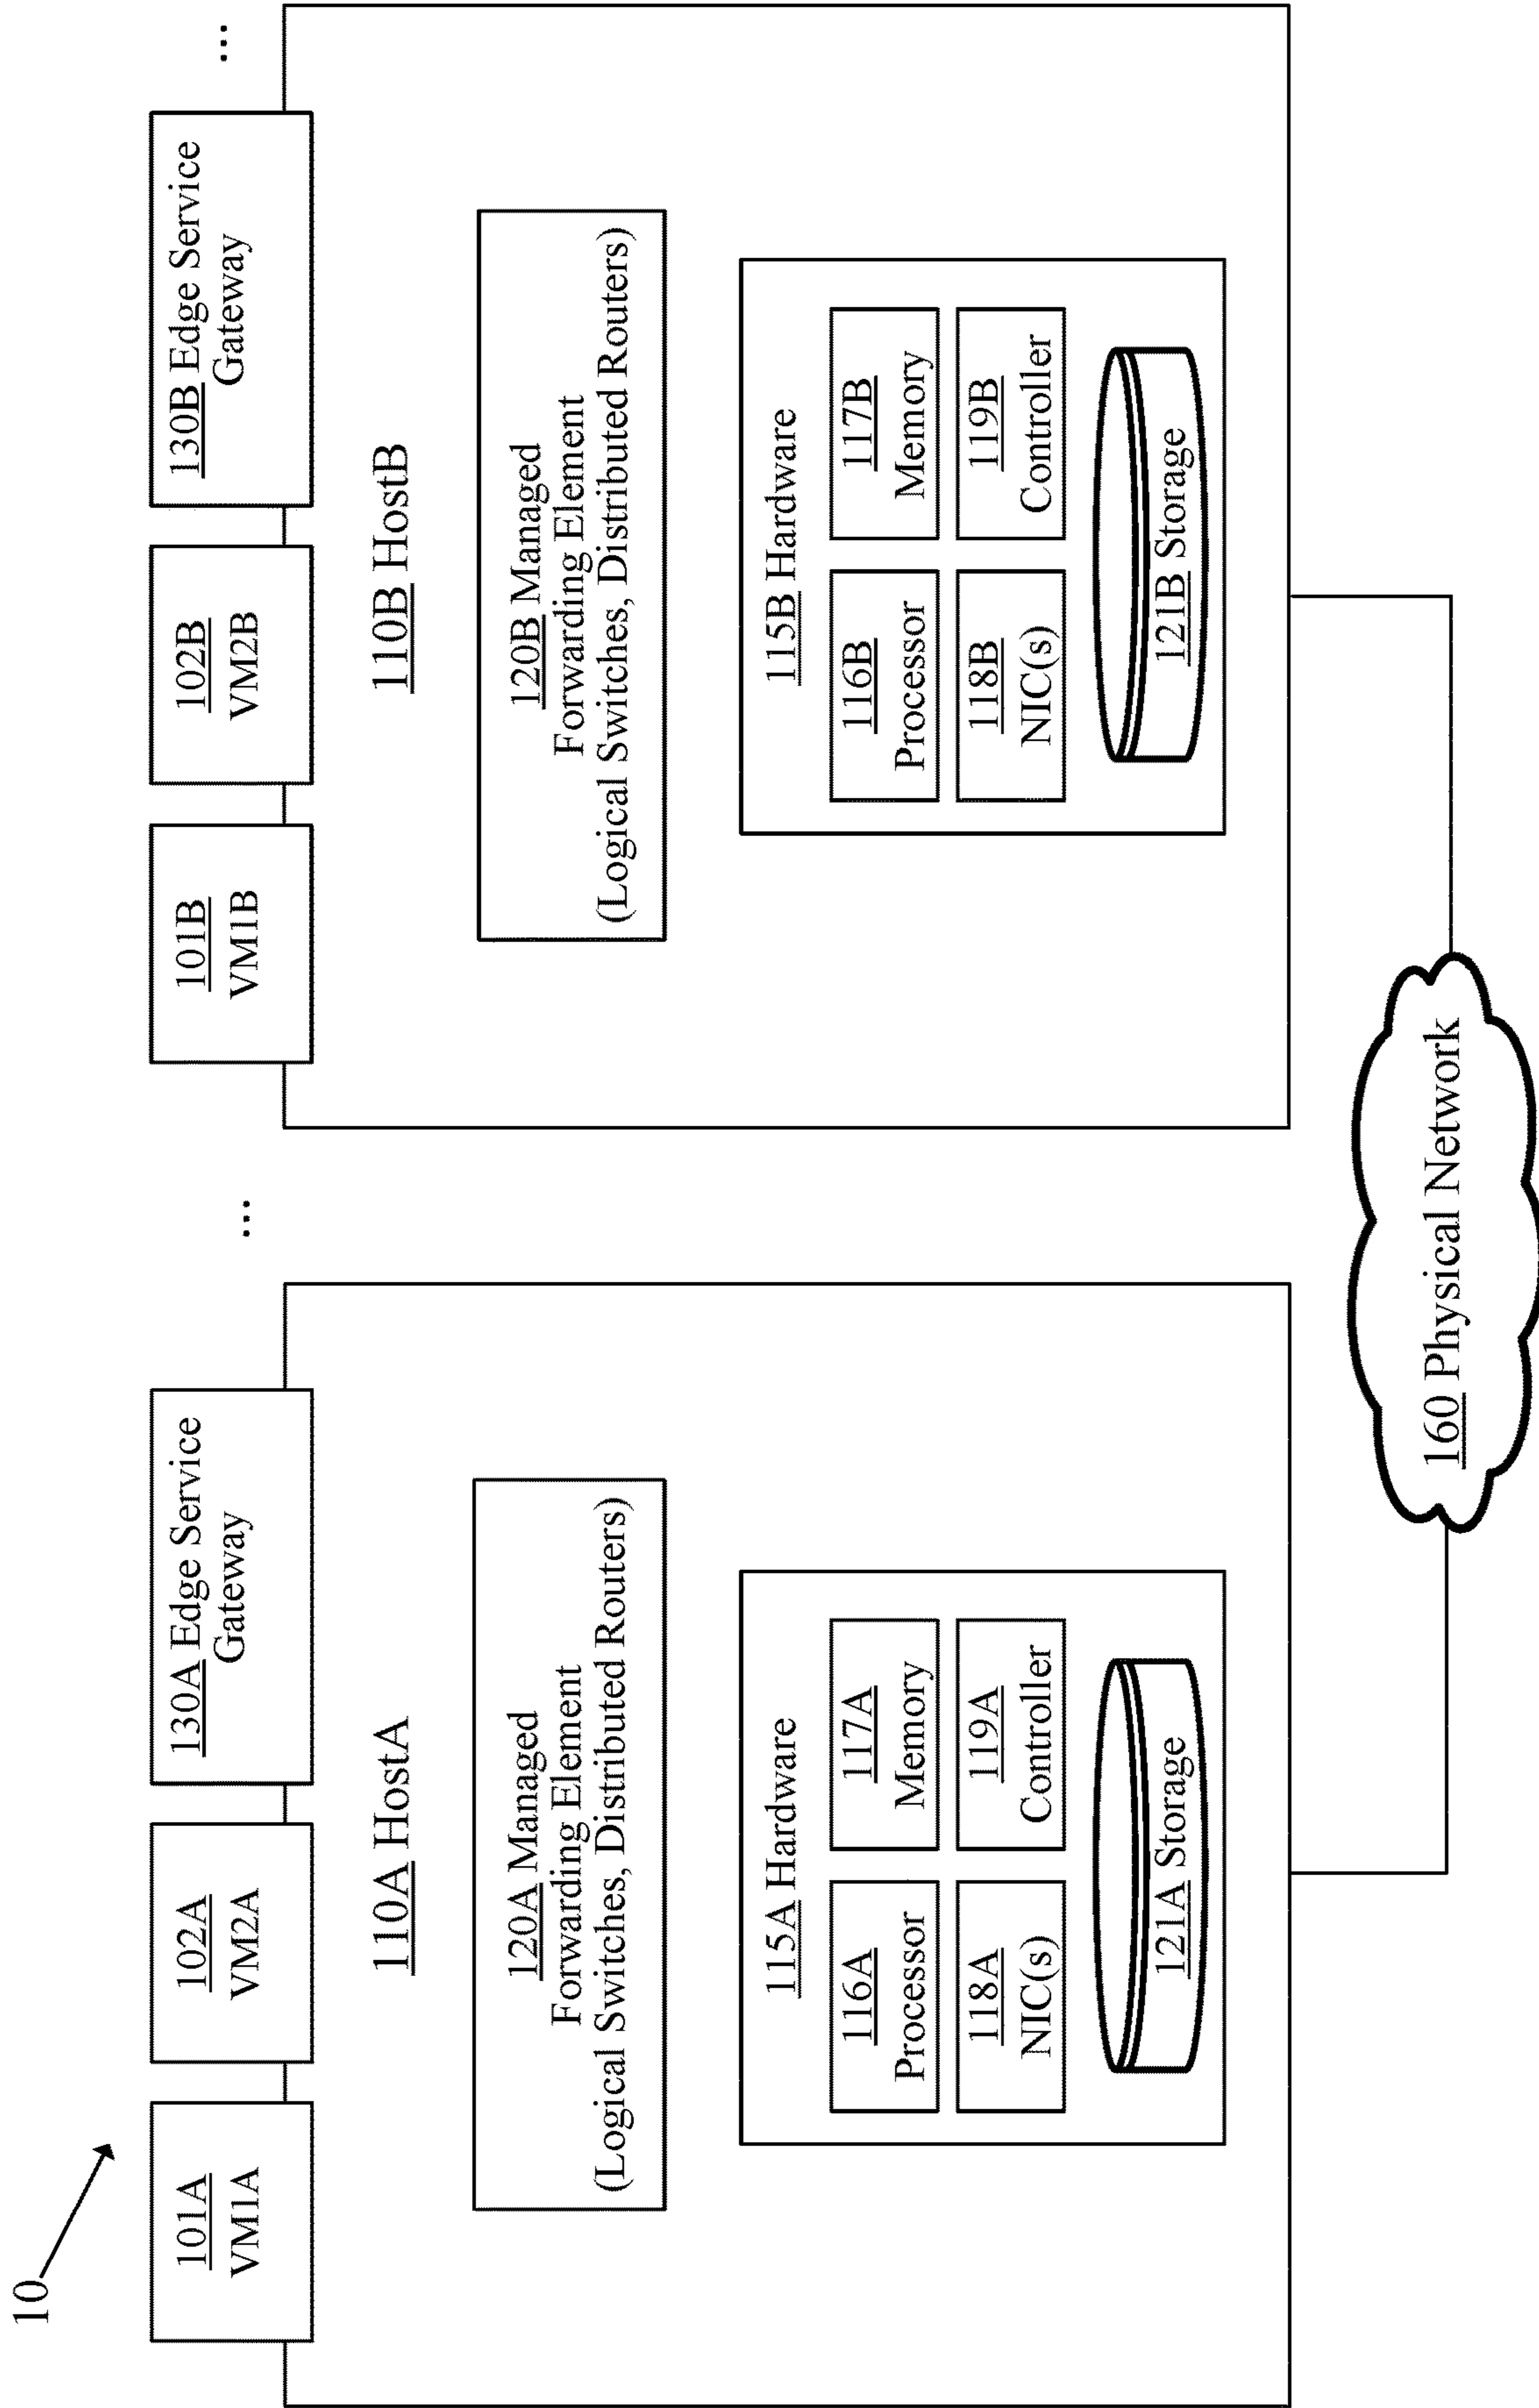 10
101A
VM1A
102A
VM2A
130A Edge Service
Gateway
...
101B
VM1B
102B
VM2B
130B Edge Service
Gateway
...
110A HostA
120A Managed
Forwarding Element
(Logical Switches, Distributed Routers)
115A Hardware
116A
Processor
117A
Memory
118A
NIC(s)
119A
Controller
121A Storage
110B HostB
120B Managed
Forwarding Element
(Logical Switches, Distributed Routers)
115B Hardware
116B
Processor
117B
Memory
118B
NIC(s)
119B
Controller
121B Storage
160 Physical Network